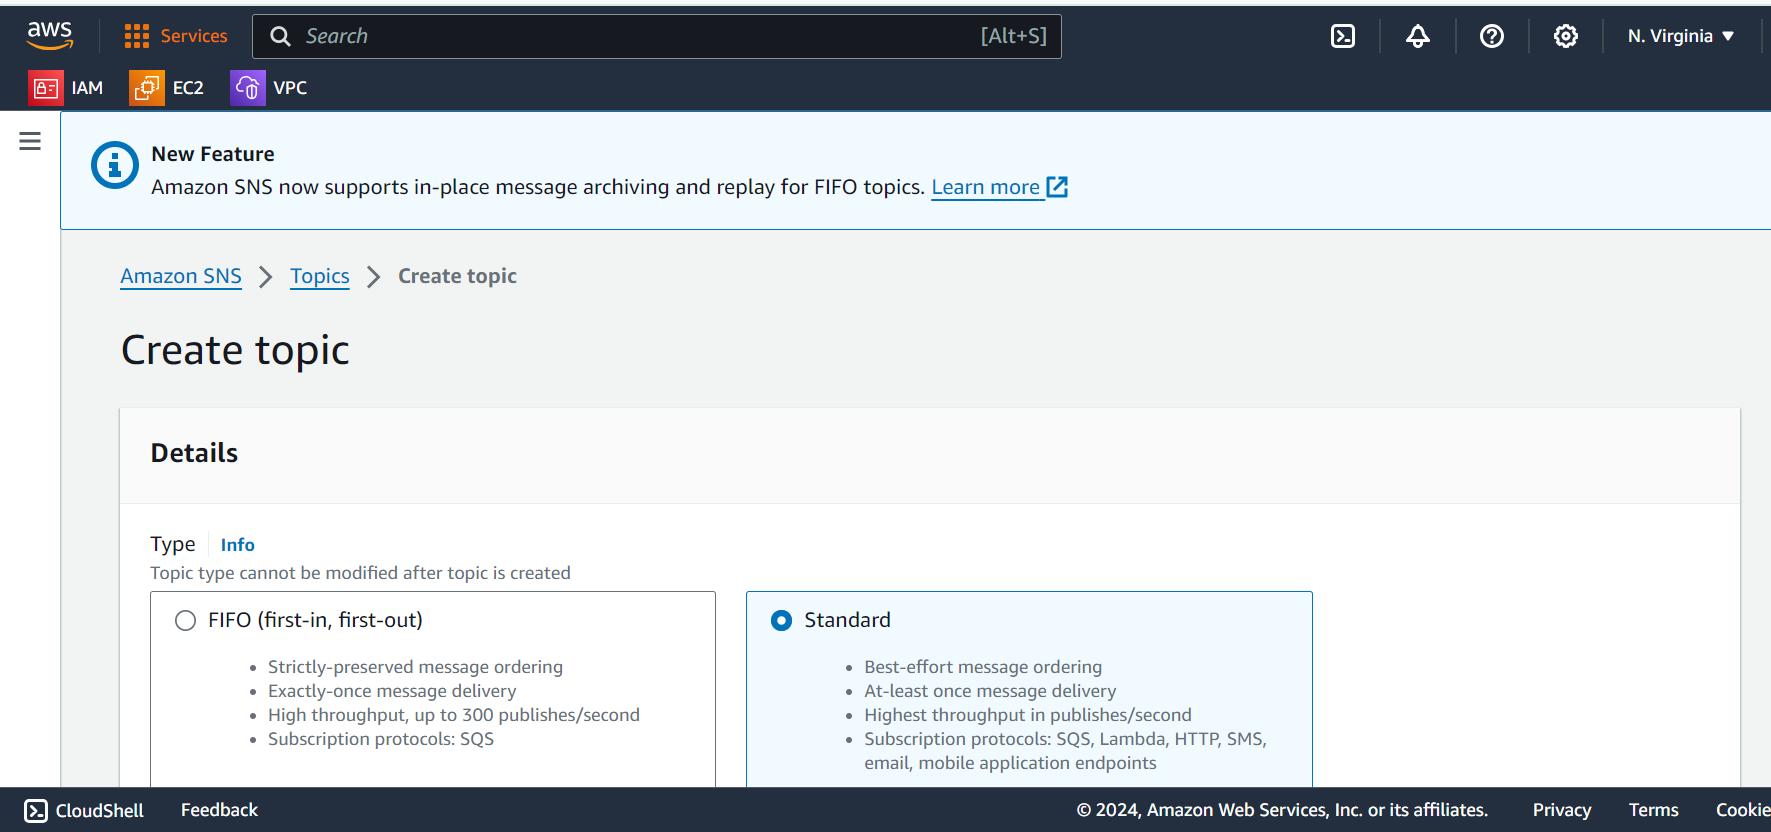 aws
Services
Search [Alt+S]
N. Virginia
IAM EC2 VPC
New Feature
Amazon SNS now supports in-place message archiving and replay for FIFO topics. Learn more
Amazon SNS Topics Create topic
Create topic
Details
Type Info
Topic type cannot be modified after topic is created
FIFO (first-in, first-out)
• Strictly-preserved message ordering
• Exactly-once message delivery
• High throughput, up to 300 publishes/second
• Subscription protocols: SQS
Standard
• Best-effort message ordering
• At-least once message delivery
• Highest throughput in publishes/second
• Subscription protocols: SQS, Lambda, HTTP, SMS,
email, mobile application endpoints
CloudShell Feedback © 2024, Amazon Web Services, Inc. or its affiliates. Privacy Terms Cookie